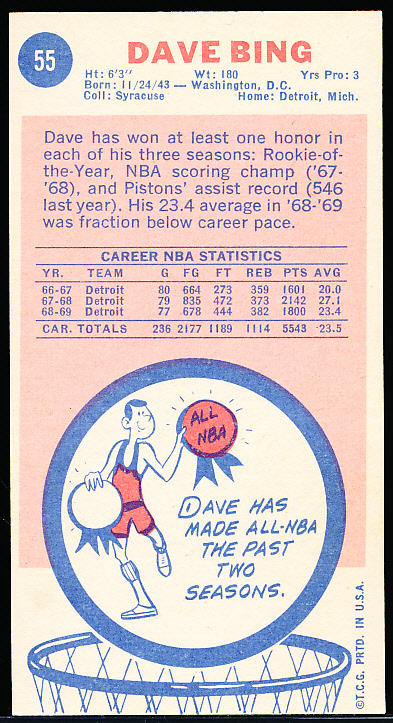 55
DAVE BING
Ht: 6'3" Wt: 180 Yrs Pro: 3
Born: 11/24/43 — Washington, D.C.
Coll: Syracuse Home: Detroit, Mich.
Dave has won at least one honor in
each of his three seasons: Rookie-of-
the-Year, NBA scoring champ ('67-
'68), and Pistons' assist record (546
last year). His 23.4 average in '68-'69
was fraction below career pace.
CAREER NBA STATISTICS
YR. TEAM G FG FT REB PTS AVG
66-67 Detroit 80 664 273 359 1601 20.0
67-68 Detroit 79 835 472 373 2142 27.1
68-69 Detroit 77 678 444 382 1800 23.4
CAR. TOTALS 236 2177 1189 1114 5543 23.5
ALL
NBA
DAVE HAS
MADE ALL-NBA
THE PAST
TWO
SEASONS.
©T.C.G. PRTD. IN U.S.A.